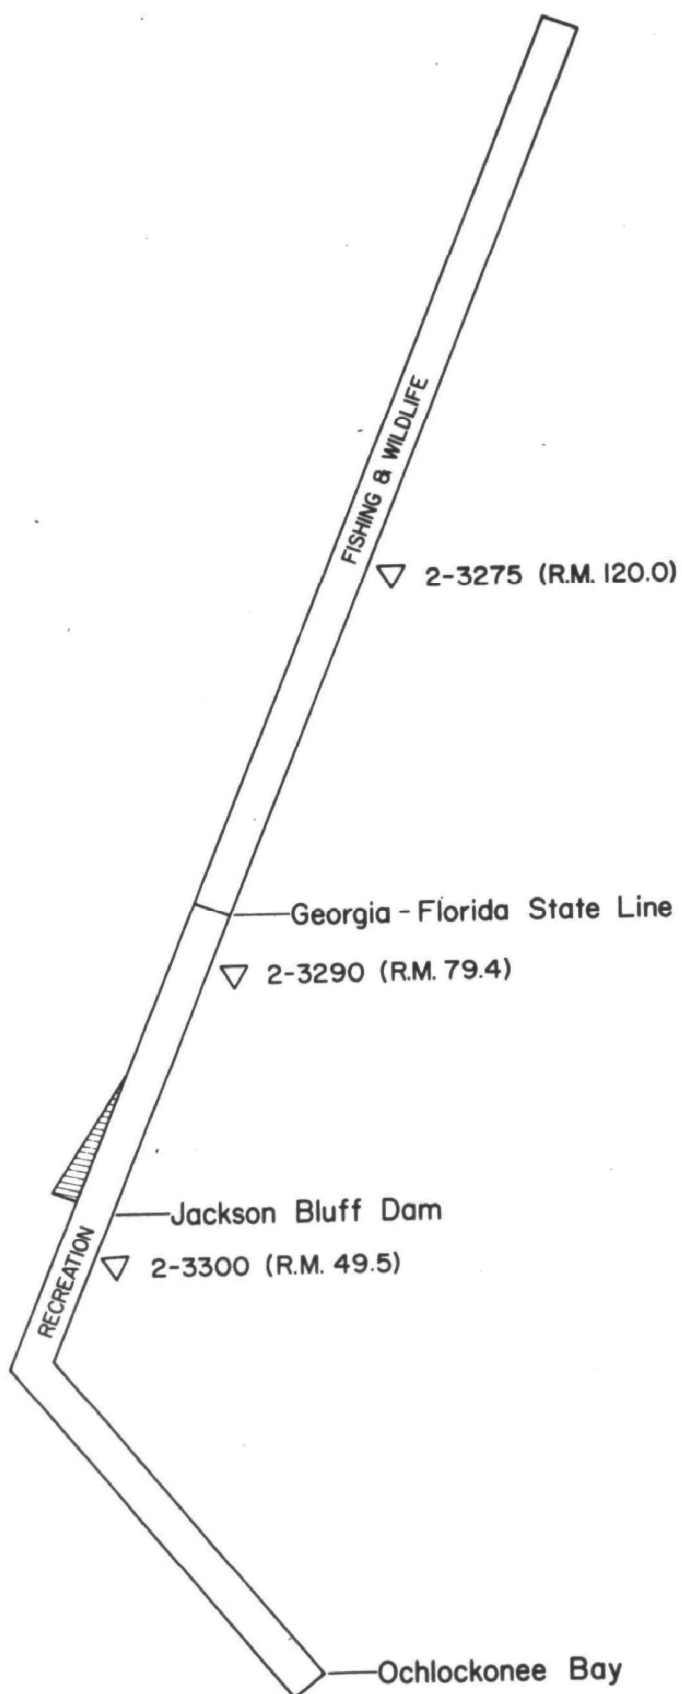 FISHING & WILDLIFE
2-3275 (R.M. 120.0)
Georgia - Florida State Line
2-3290 (R.M. 79.4)
Jackson Bluff Dam
RECREATION
2-3300 (R.M. 49.5)
Ochlockonee Bay